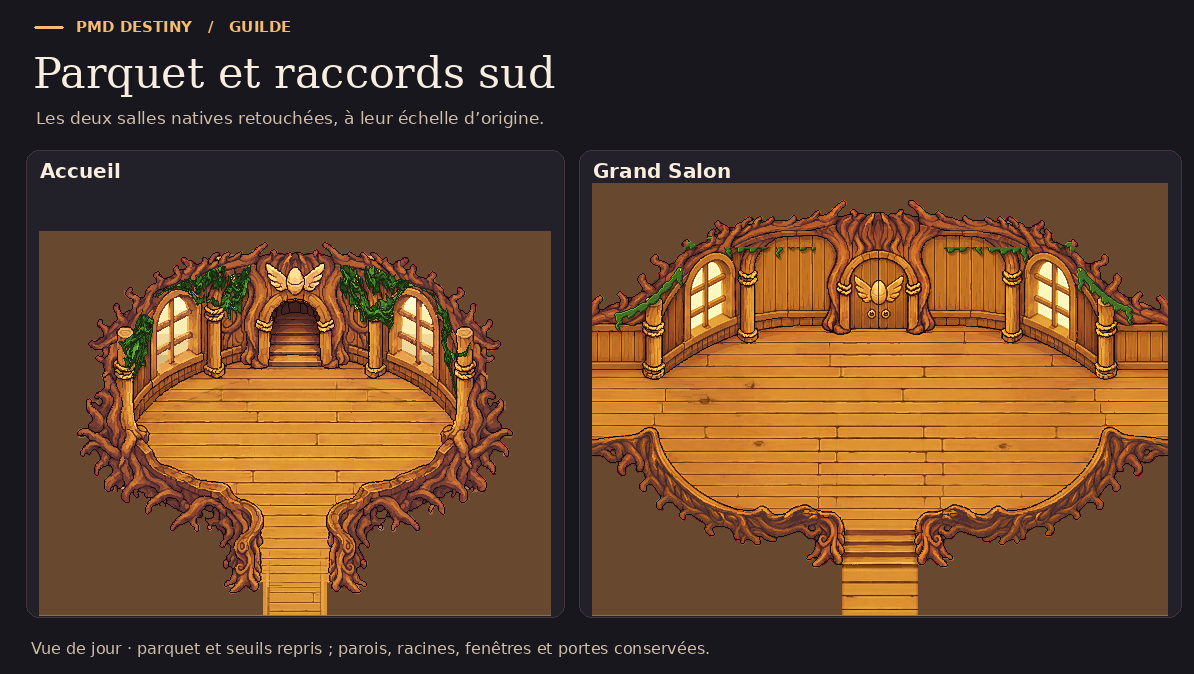 PMD DESTINY / GUILDE
Parquet et raccords sud
Les deux salles natives retouchées, à leur échelle d’origine.
Accueil
Grand Salon
Vue de jour · parquet et seuils repris ; parois, racines, fenêtres et portes conservées.